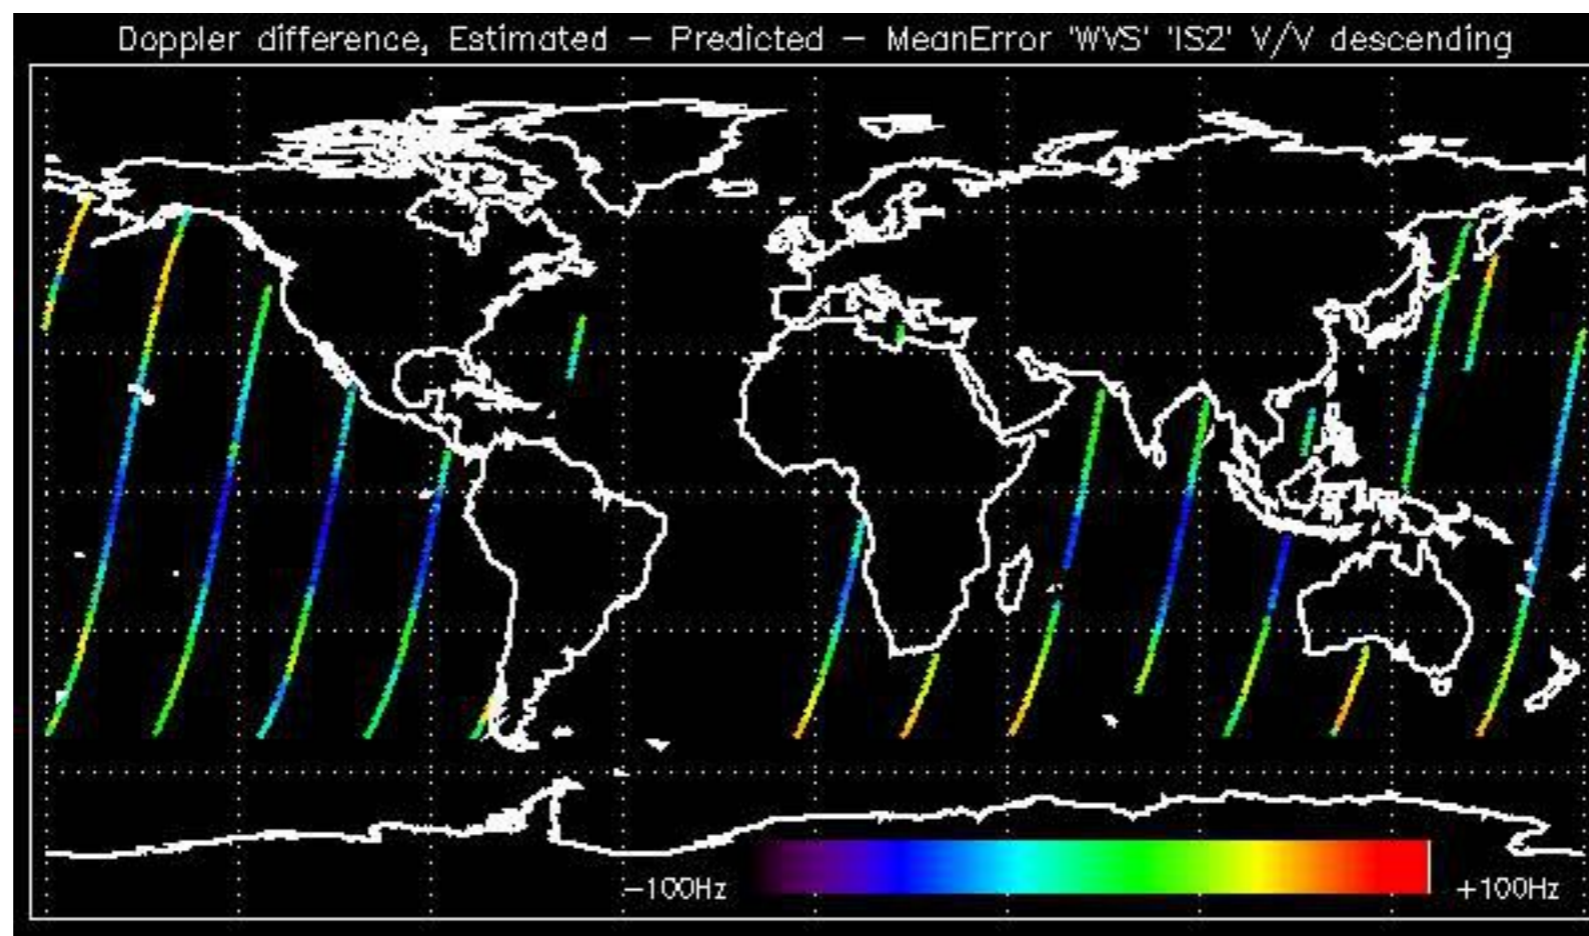 Doppler difference, Estimated – Predicted – MeanError 'WVS' 'IS2' V/V descending
–100Hz +100Hz